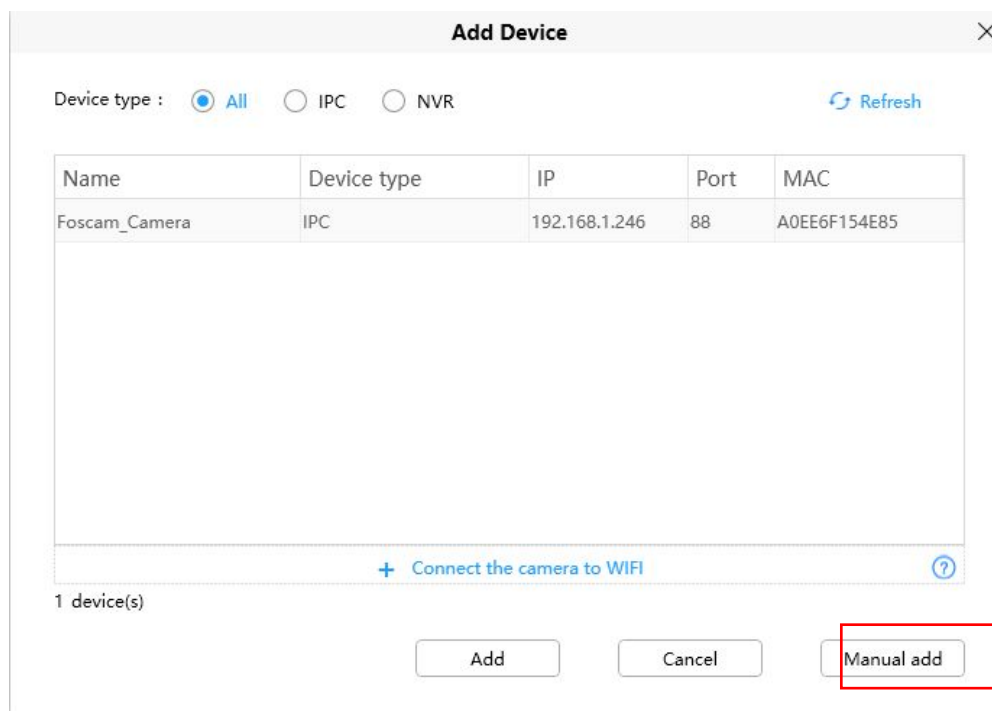 Add Device
Device type : All IPC NVR Refresh
Name Device type IP Port MAC
Foscam_Camera IPC 192.168.1.246 88 A0EE6F154E85
+ Connect the camera to WIFI ?
1 device(s)
Add Cancel Manual add